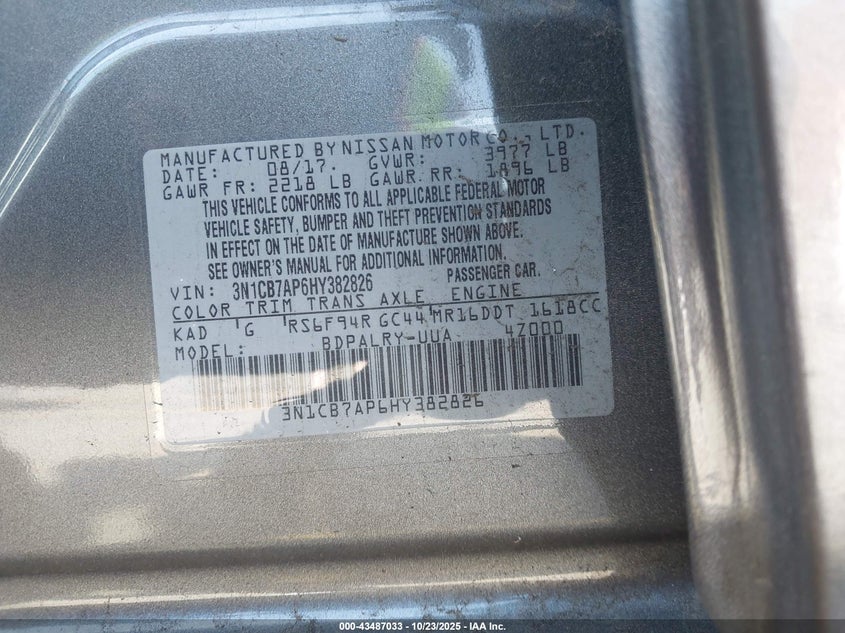 MANUFACTURED BY NISSAN MOTOR CO., LTD.
DATE: 08/17. GVWR: 3977 LB
GAWR FR: 2218 LB GAWR RR: 1896 LB
THIS VEHICLE CONFORMS TO ALL APPLICABLE FEDERAL MOTOR
VEHICLE SAFETY, BUMPER AND THEFT PREVENTION STANDARDS
IN EFFECT ON THE DATE OF MANUFACTURE SHOWN ABOVE.
SEE OWNER'S MANUAL FOR ADDITIONAL INFORMATION.
VIN: 3N1CB7AP6HY382826 PASSENGER CAR.
COLOR TRIM TRANS AXLE ENGINE
KAD 'G 'RS6F94R GC44'MR16DDT 1618CC
MODEL: BDPALRY-UUA 4Z000
3N1CB7AP6HY382826
000-43487033 - 10/23/2025 - IAA Inc.